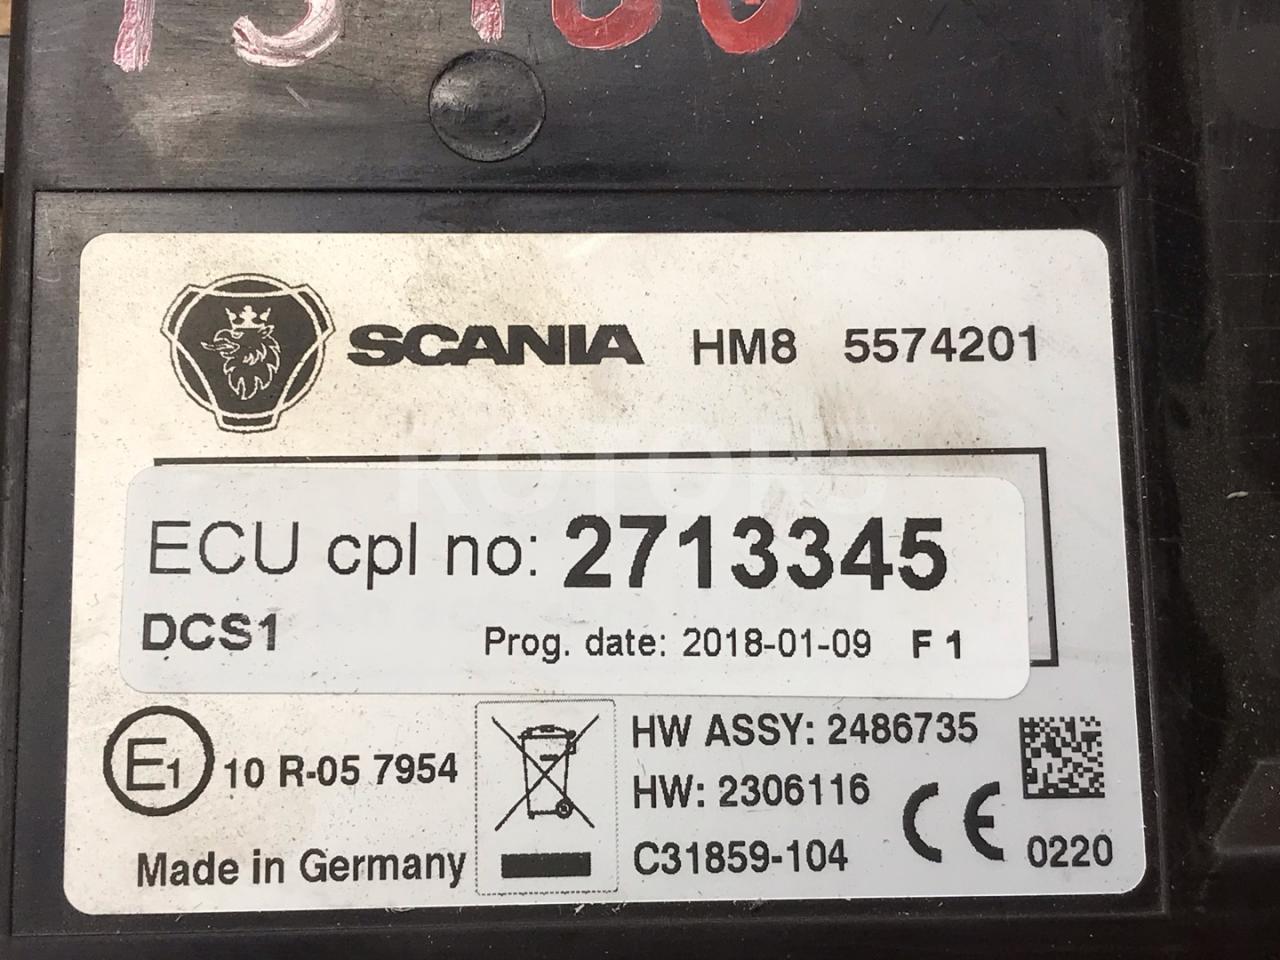 SCANIA HM8 5574201
ROTORS
ECU cpl no: 2713345
DCS1 Prog. date: 2018-01-09 F 1
E1 10 R-05 7954
HW ASSY: 2486735
HW: 2306116
CE
Made in Germany C31859-104 0220